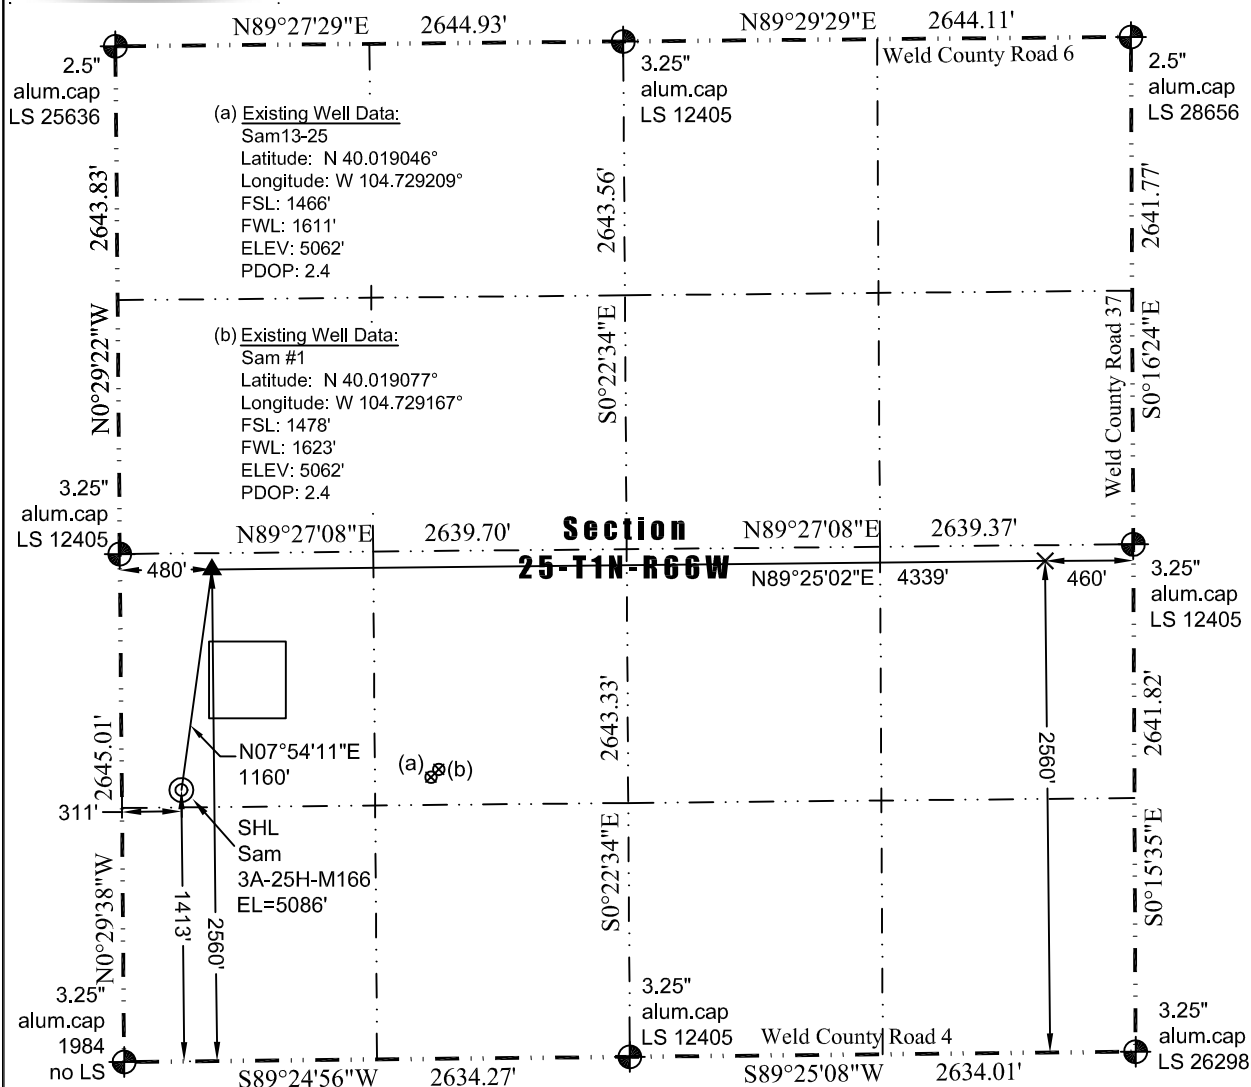 N89°27'29"E 2644.93' N89°29'29"E 2644.11'
Weld County Road 6
2.5"
alum.cap
LS 25636
3.25"
alum.cap
LS 12405
2.5"
alum.cap
LS 28656
(a) Existing Well Data:
Sam13-25
Latitude: N 40.019046°
Longitude: W 104.729209°
FSL: 1466'
FWL: 1611'
ELEV: 5062'
PDOP: 2.4
2643.83'
2643.56'
2641.77'
(b) Existing Well Data:
Sam #1
Latitude: N 40.019077°
Longitude: W 104.729167°
FSL: 1478'
FWL: 1623'
ELEV: 5062'
PDOP: 2.4
N0°29'22"W
S0°22'34"E
Weld County Road 37
S0°16'24"E
3.25"
alum.cap
LS 12405
N89°27'08"E 2639.70' N89°27'08"E 2639.37'
Section
25-T1N-R66W
480'
N89°25'02"E 4339'
460'
3.25"
alum.cap
LS 12405
2645.01'
2643.33'
2641.82'
2560'
N07°54'11"E
1160'
(a)
(b)
311'
SHL
Sam
3A-25H-M166
EL=5086'
N0°29'38"W
1413'
2560'
S0°22'34"E
S0°15'35"E
3.25"
alum.cap
1984
no LS
3.25"
alum.cap
LS 12405
Weld County Road 4
3.25"
alum.cap
LS 26298
S89°24'56"W 2634.27' S89°25'08"W 2634.01'